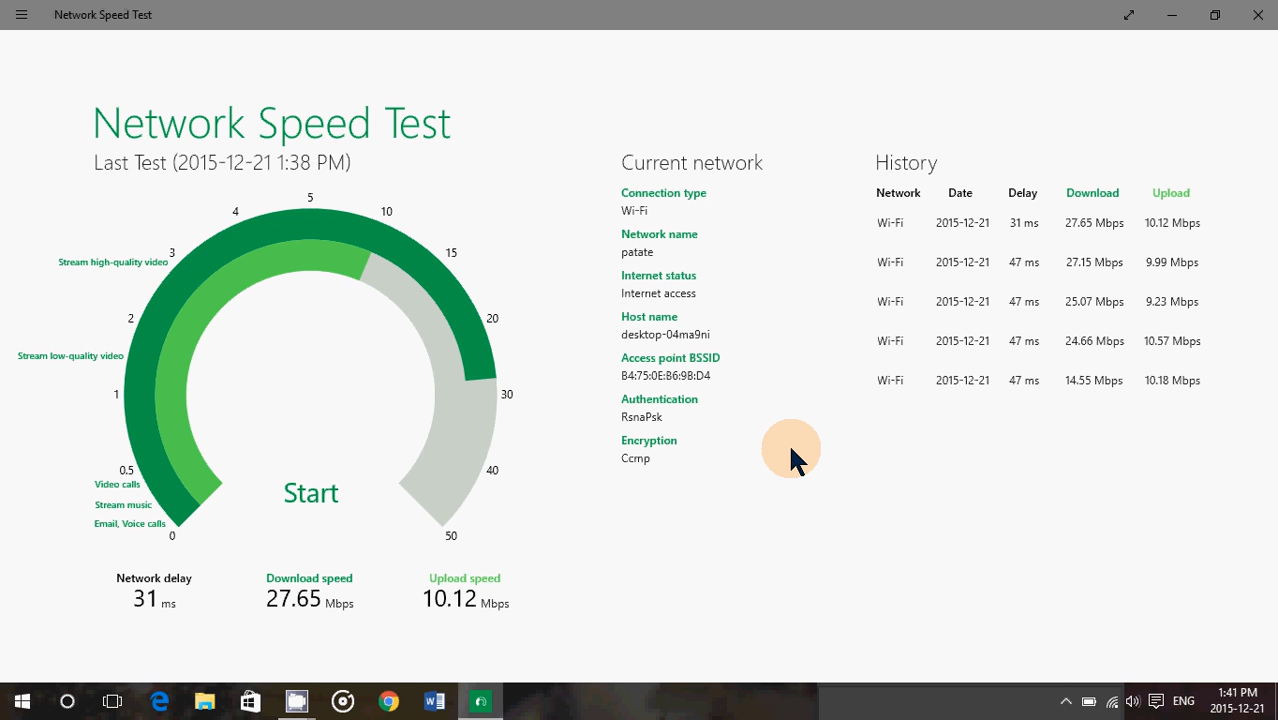 Network Speed Test
Network Speed Test
Last Test (2015-12-21 1:38 PM)
5
4
10
3
15
Stream high-quality video
2
20
Stream low-quality video
1
30
0.5
40
Video calls
Stream music
Email, Voice calls
0
50
Start
Network delay
31 ms
Download speed
27.65 Mbps
Upload speed
10.12 Mbps
Current network
Connection type
Wi-Fi
Network name
patate
Internet status
Internet access
Host name
desktop-04ma9ni
Access point BSSID
B4:75:0E:B6:9B:D4
Authentication
RsnaPsk
Encryption
Ccmp
History
Network Date Delay Download Upload
Wi-Fi 2015-12-21 31 ms 27.65 Mbps 10.12 Mbps
Wi-Fi 2015-12-21 47 ms 27.15 Mbps 9.99 Mbps
Wi-Fi 2015-12-21 47 ms 25.07 Mbps 9.23 Mbps
Wi-Fi 2015-12-21 47 ms 24.66 Mbps 10.57 Mbps
Wi-Fi 2015-12-21 47 ms 14.55 Mbps 10.18 Mbps
ENG
1:41 PM
2015-12-21